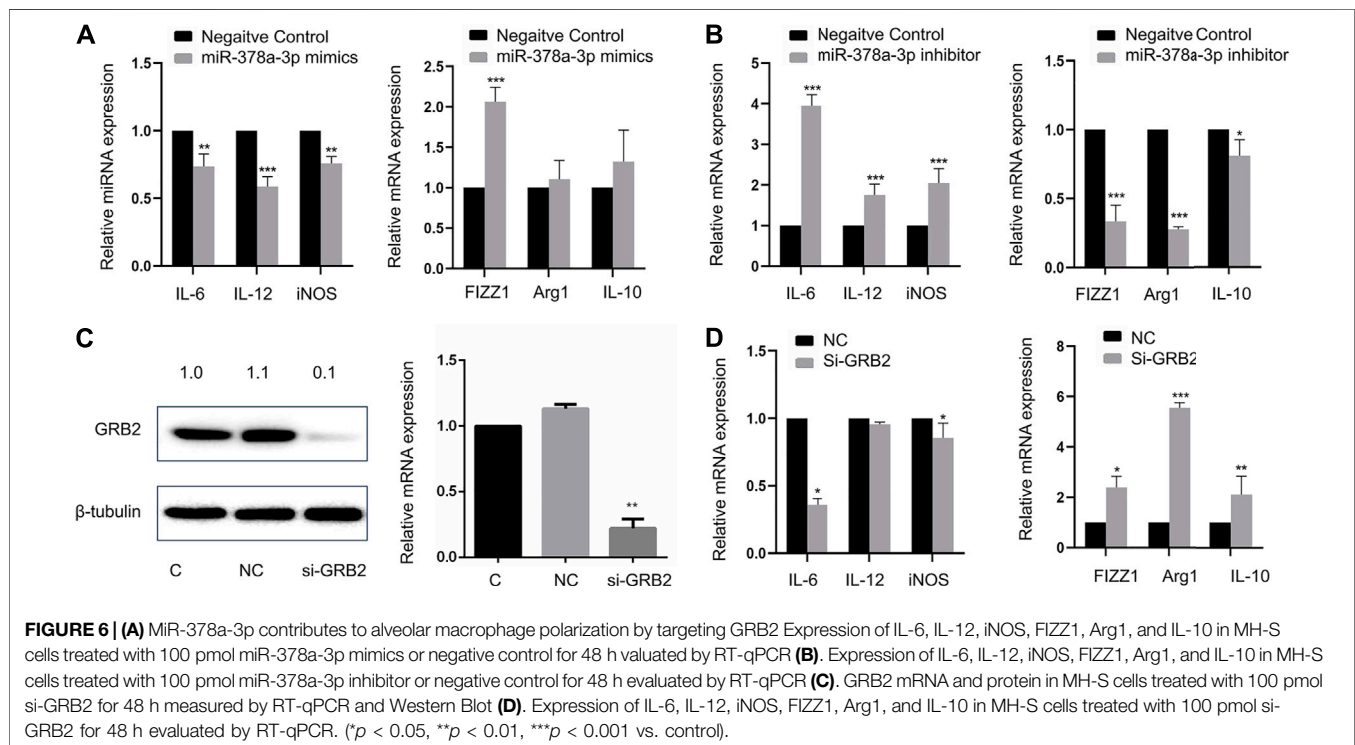 A
Negaitve Control
miR-378a-3p mimics
Relative miRNA expression
1.5
1.0
0.5
0.0
**
***
**
IL-6 IL-12 iNOS
Negaitve Control
miR-378a-3p mimics
Relative mRNA expression
2.5
2.0
1.5
1.0
0.5
0.0
***
FIZZ1 Arg1 IL-10
B
Negaitve Control
miR-378a-3p inhibitor
Relative mRNA expression
5
4
3
2
1
0
***
***
***
IL-6 IL-12 iNOS
Negaitve Control
miR-378a-3p inhibitor
Relative mRNA expression
1.5
1.0
0.5
0.0
***
***
*
FIZZ1 Arg1 IL-10
C
1.0 1.1 0.1
GRB2
β-tubulin
C NC si-GRB2
Relative mRNA expression
1.5
1.0
0.5
0.0
**
C NC si-GRB2
D
NC
Si-GRB2
Relative mRNA expression
1.5
1.0
0.5
0.0
*
*
IL-6 IL-12 iNOS
NC
Si-GRB2
Relative mRNA expression
8
6
4
2
0
*
***
**
FIZZ1 Arg1 IL-10
FIGURE 6 | (A) MiR-378a-3p contributes to alveolar macrophage polarization by targeting GRB2 Expression of IL-6, IL-12, iNOS, FIZZ1, Arg1, and IL-10 in MH-S
cells treated with 100 pmol miR-378a-3p mimics or negative control for 48 h valuated by RT-qPCR (B). Expression of IL-6, IL-12, iNOS, FIZZ1, Arg1, and IL-10 in MH-S
cells treated with 100 pmol miR-378a-3p inhibitor or negative control for 48 h evaluated by RT-qPCR (C). GRB2 mRNA and protein in MH-S cells treated with 100 pmol
si-GRB2 for 48 h measured by RT-qPCR and Western Blot (D). Expression of IL-6, IL-12, iNOS, FIZZ1, Arg1, and IL-10 in MH-S cells treated with 100 pmol si-
GRB2 for 48 h evaluated by RT-qPCR. (*p < 0.05, **p < 0.01, ***p < 0.001 vs. control).